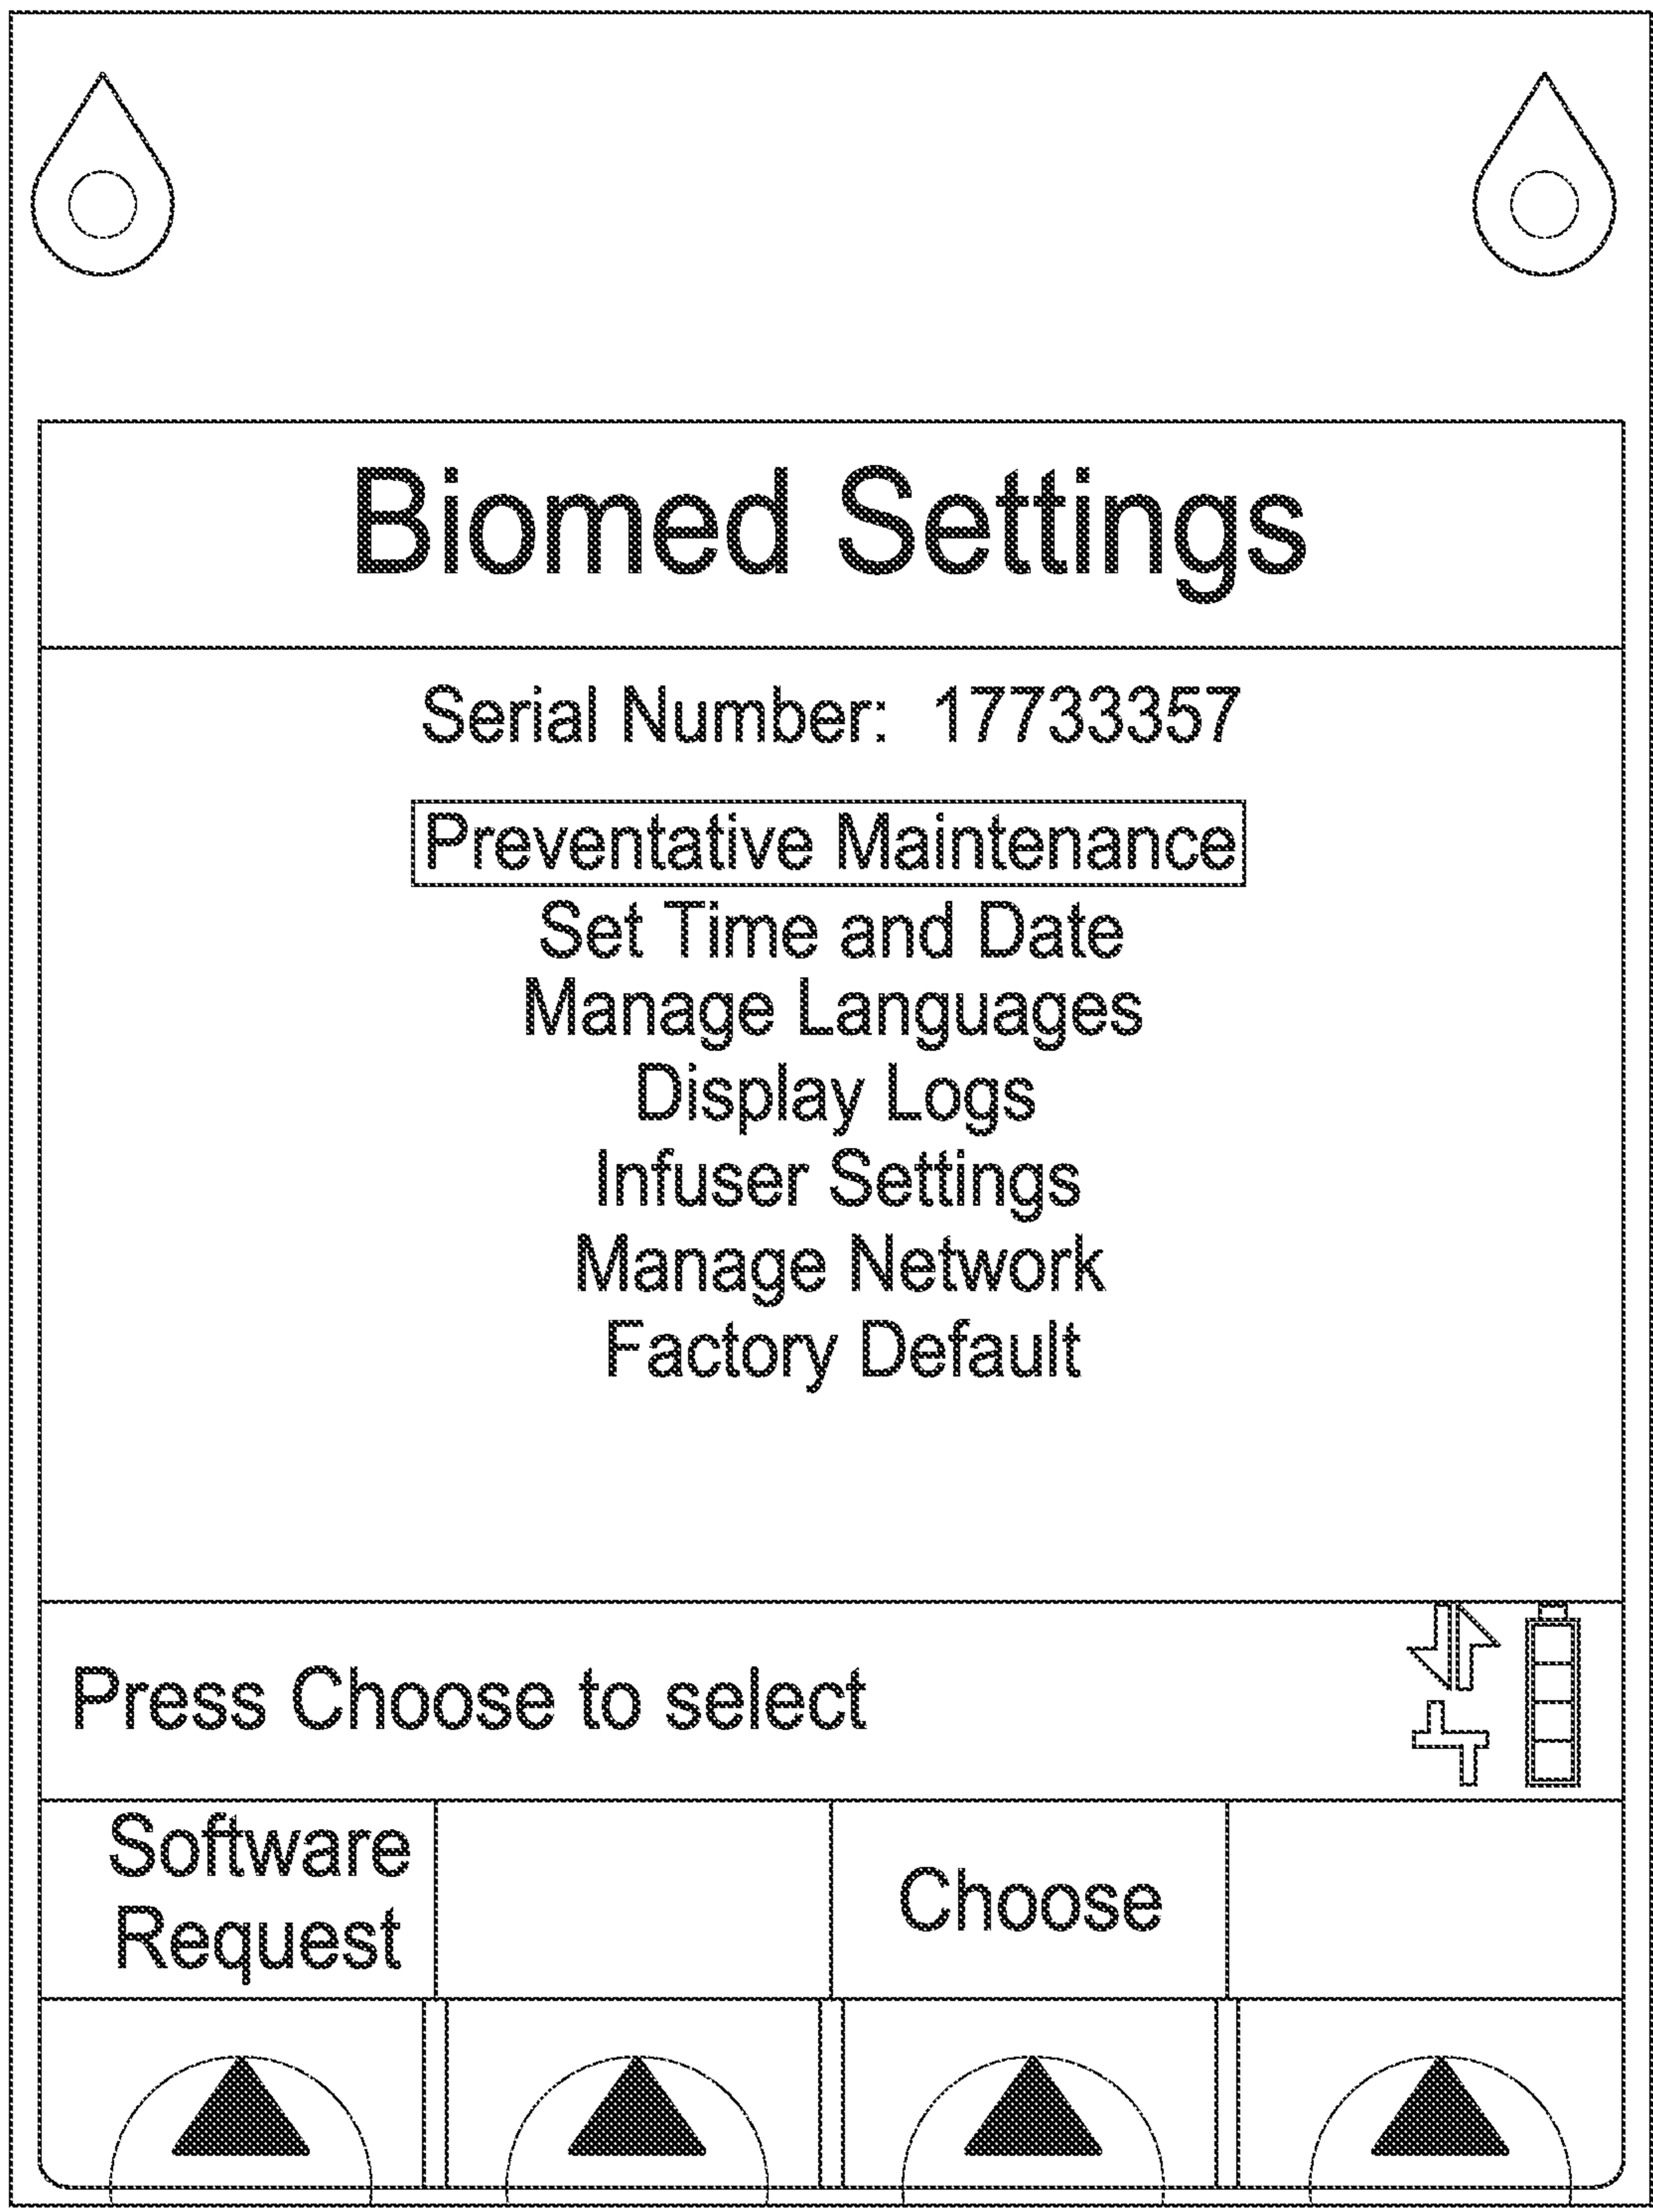 Biomed Settings
Serial Number: 17733357
Preventative Maintenance
Set Time and Date
Manage Languages
Display Logs
Infuser Settings
Manage Network
Factory Default
Press Choose to select
Software
Request
Choose